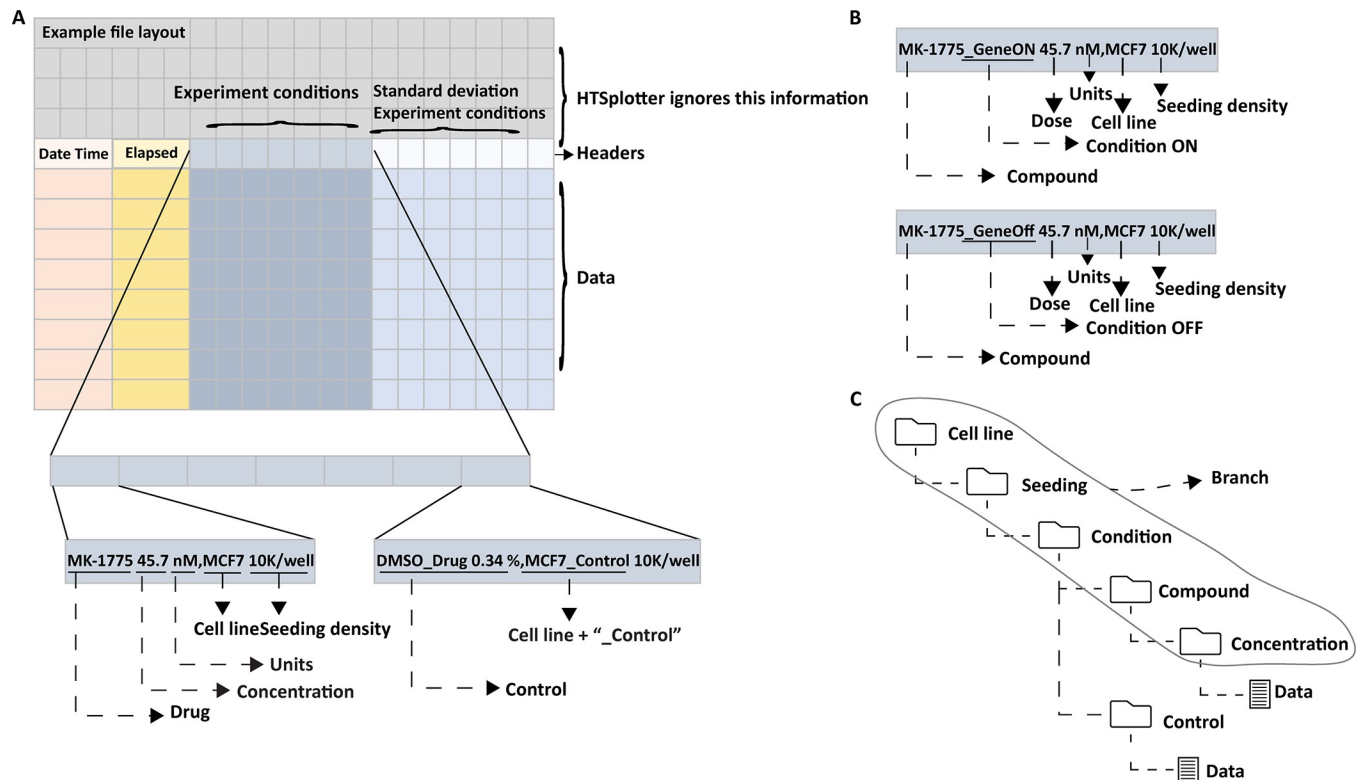 A
Example file layout
Experiment conditions
Standard deviation
Experiment conditions
HTSplotter ignores this information
Date Time
Elapsed
Headers
Data
MK-1775 45.7 nM,MCF7 10K/well
Cell line
Seeding density
Units
Concentration
Drug
DMSO_Drug 0.34 %,MCF7_Control 10K/well
Cell line + “_Control”
Control
B
MK-1775_GeneON 45.7 nM,MCF7 10K/well
Units
Seeding density
Dose
Cell line
Condition ON
Compound
MK-1775_GeneOff 45.7 nM,MCF7 10K/well
Units
Seeding density
Dose
Cell line
Condition OFF
Compound
C
Cell line
Seeding
Branch
Condition
Compound
Concentration
Data
Control
Data